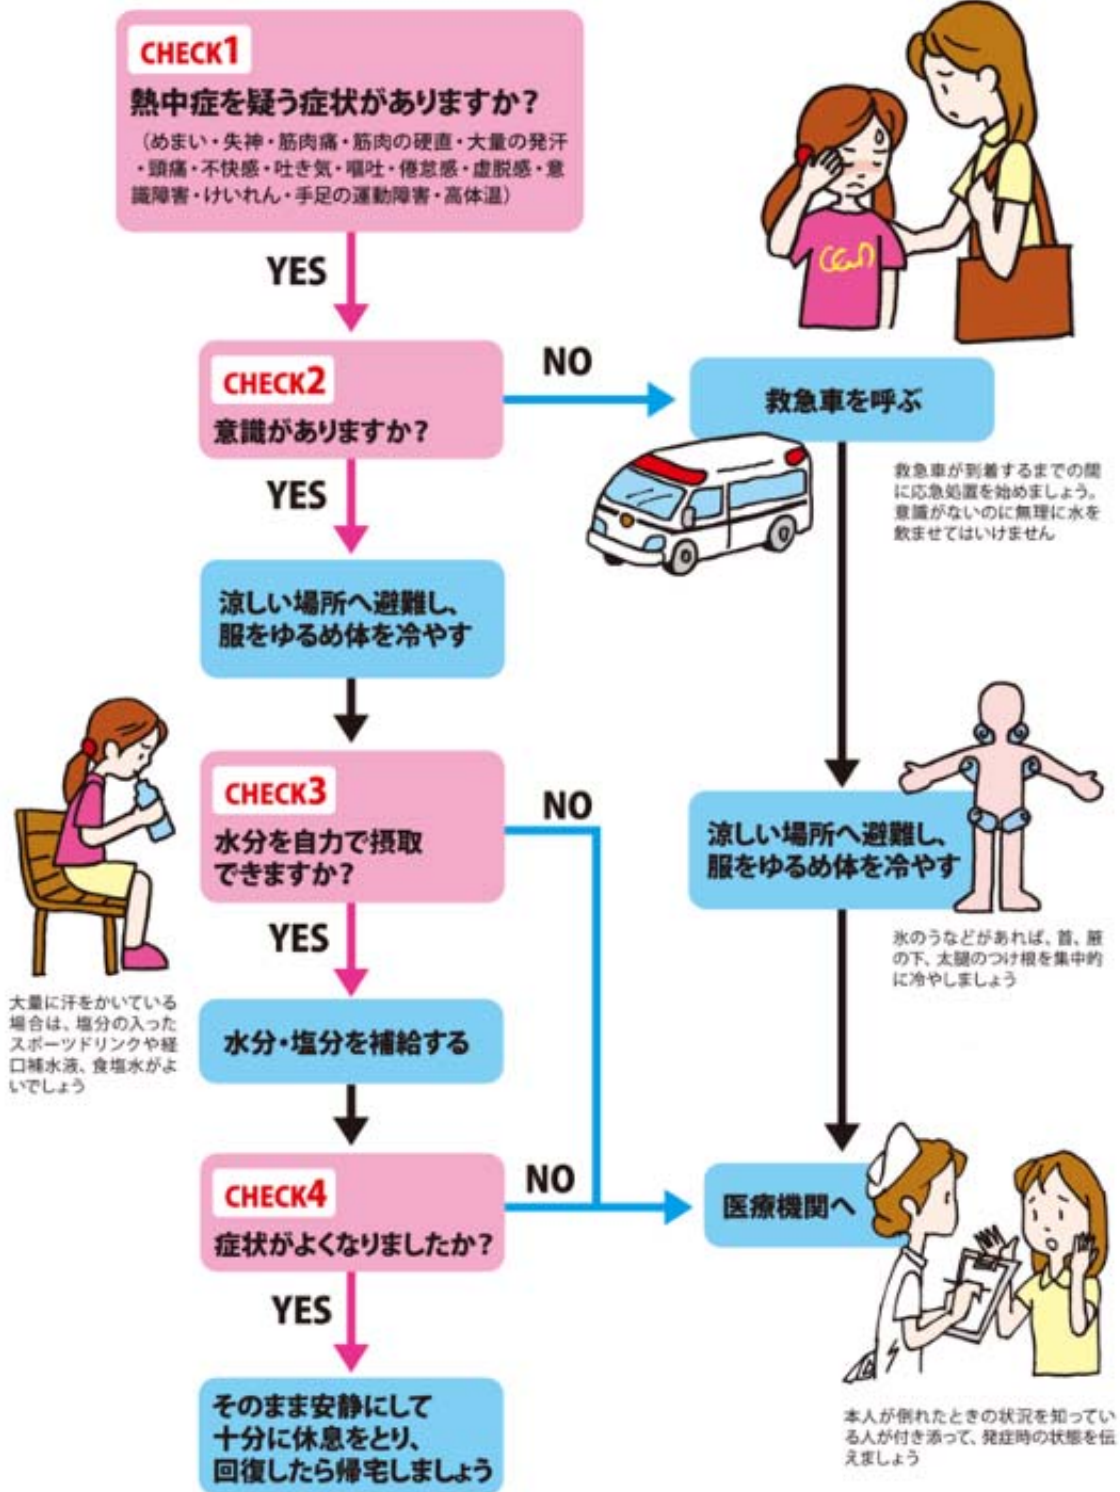 CHECK1
熱中症を疑う症状がありますか?
(めまい・失神・筋肉痛・筋肉の硬直・大量の発汗
・頭痛・不快感・吐き気・嘔吐・倦怠感・虚脱感・意
識障害・けいれん・手足の運動障害・高体温)
YES
CHECK2
意識がありますか?
NO
救急車を呼ぶ
救急車が到着するまでの間
に応急処置を始めましょう。
意識がないのに無理に水を
飲ませてはいけません
YES
涼しい場所へ避難し、
服をゆるめ体を冷やす
CHECK3
水分を自力で摂取
できますか?
NO
涼しい場所へ避難し、
服をゆるめ体を冷やす
氷のうなどがあれば、首、腋
の下、太腿のつけ根を集中的
に冷やしましょう
YES
大量に汗をかいている
場合は、塩分の入った
スポーツドリンクや経
口補水液、食塩水がよ
いでしょう
水分・塩分を補給する
CHECK4
症状がよくなりましたか?
NO
医療機関へ
YES
そのまま安静にして
十分に休息をとり、
回復したら帰宅しましょう
本人が倒れたときの状況を知ってい
る人が付き添って、発症時の状態を伝
えましょう